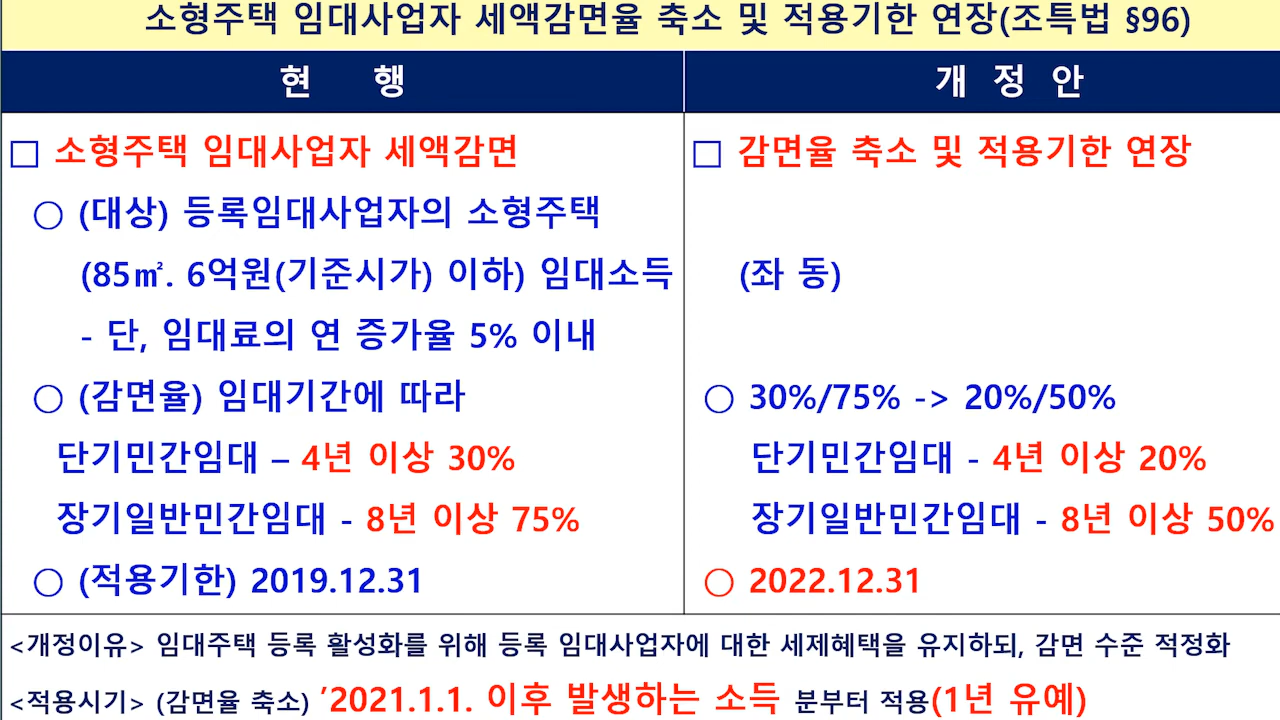 소형주택 임대사업자 세액감면율 축소 및 적용기한 연장(조특법 §96)
현 행
개 정 안
□ 소형주택 임대사업자 세액감면
○ (대상) 등록임대사업자의 소형주택
(85㎡. 6억원(기준시가) 이하) 임대소득
- 단, 임대료의 연 증가율 5% 이내
○ (감면율) 임대기간에 따라
단기민간임대 – 4년 이상 30%
장기일반민간임대 - 8년 이상 75%
○ (적용기한) 2019.12.31
□ 감면율 축소 및 적용기한 연장
(좌 동)
○ 30%/75% -> 20%/50%
단기민간임대 - 4년 이상 20%
장기일반민간임대 - 8년 이상 50%
○ 2022.12.31
<개정이유> 임대주택 등록 활성화를 위해 등록 임대사업자에 대한 세제혜택을 유지하되, 감면 수준 적정화
<적용시기> (감면율 축소) ’2021.1.1. 이후 발생하는 소득 분부터 적용(1년 유예)